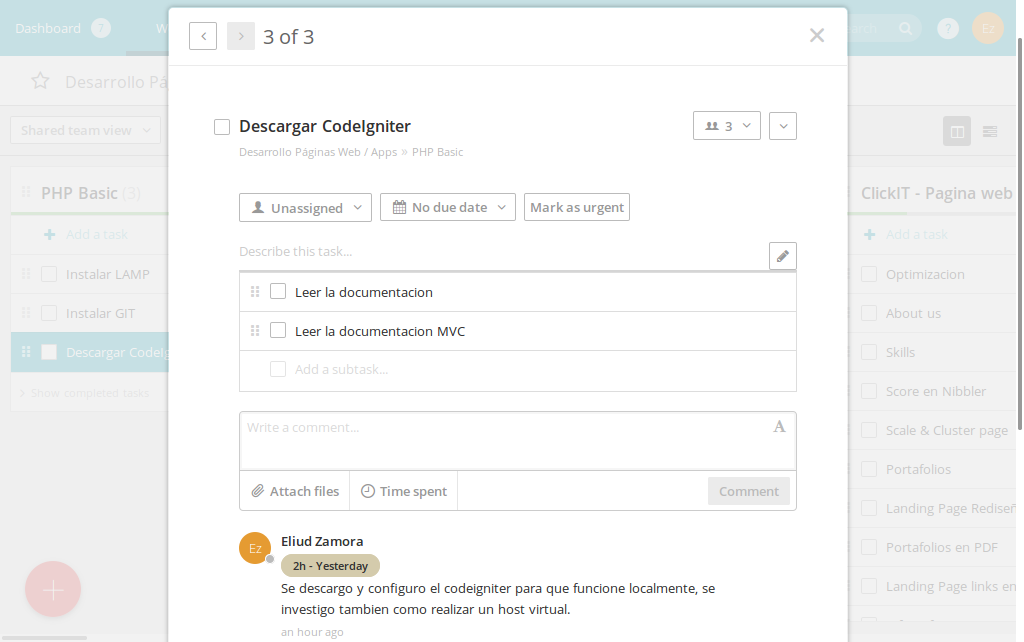 Dashboard ?
W
arch
?
Ez
3 of 3
Desarrollo Pá
Shared team view
PHP Basic (3)
Add a task
Instalar LAMP
Instalar GIT
Descargar CodeIg
Show completed tasks
Descargar CodeIgniter
3
Desarrollo Páginas Web / Apps » PHP Basic
Unassigned
No due date
Mark as urgent
Describe this task...
Leer la documentacion
Leer la documentacion MVC
Add a subtask...
Write a comment...
A
Attach files
Time spent
Comment
Ez
Eliud Zamora
2h - Yesterday
Se descargo y configuro el codeigniter para que funcione localmente, se
investigo tambien como realizar un host virtual.
an hour ago
ClickIT - Pagina web
Add a task
Optimizacion
About us
Skills
Score en Nibbler
Scale & Cluster page
Portafolios
Landing Page Rediseñ
Portafolios en PDF
Landing Page links en